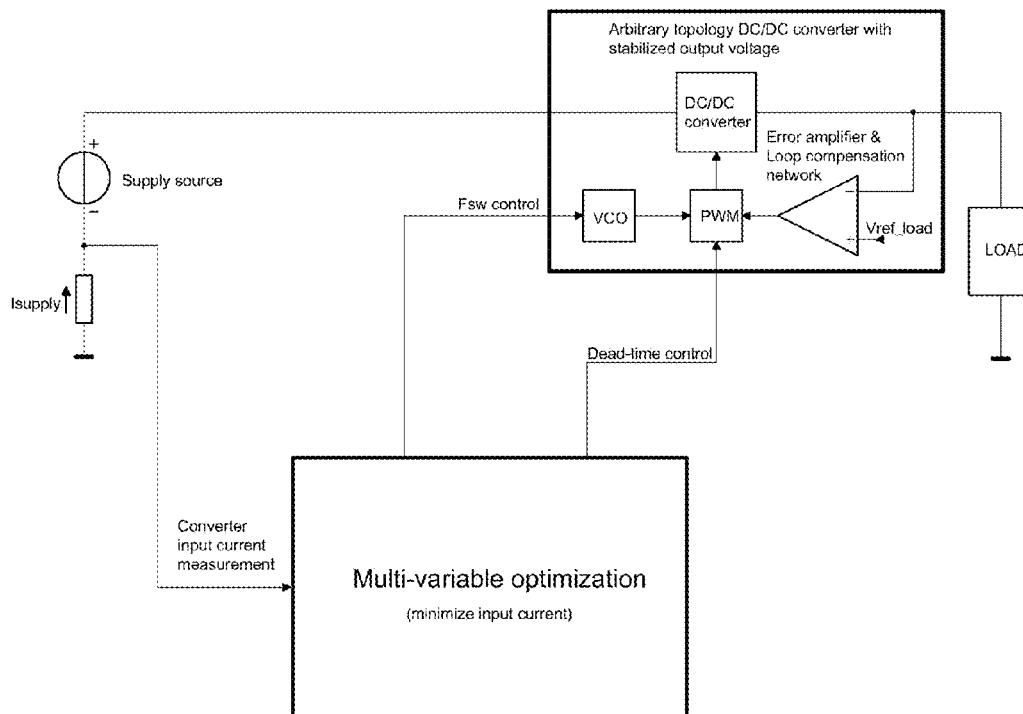 Arbitrary topology DC/DC converter with
stabilized output voltage
DC/DC
converter
Error amplifier &
Loop compensation
network
+
Supply source
−
Fsw control
VCO
PWM
−
+
Vref_load
LOAD
Isupply
Dead-time control
Converter
input current
measurement
Multi-variable optimization
(minimize input current)